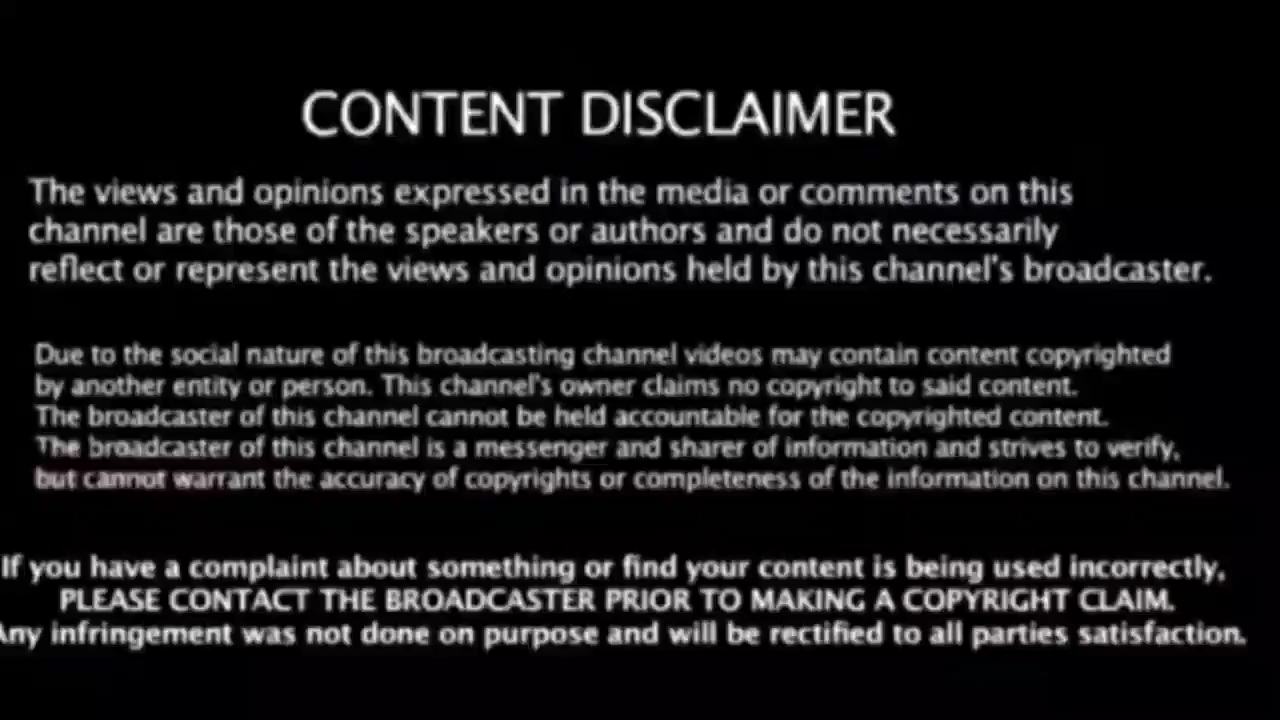 CONTENT DISCLAIMER
The views and opinions expressed in the media or comments on this
channel are those of the speakers or authors and do not necessarily
reflect or represent the views and opinions held by this channel's broadcaster.
Due to the social nature of this broadcasting channel videos may contain content copyrighted
by another entity or person. This channel's owner claims no copyright to said content.
The broadcaster of this channel cannot be held accountable for the copyrighted content.
The broadcaster of this channel is a messenger and sharer of information and strives to verify,
but cannot warrant the accuracy of copyrights or completeness of the information on this channel.
If you have a complaint about something or find your content is being used incorrectly,
PLEASE CONTACT THE BROADCASTER PRIOR TO MAKING A COPYRIGHT CLAIM.
Any infringement was not done on purpose and will be rectified to all parties satisfaction.